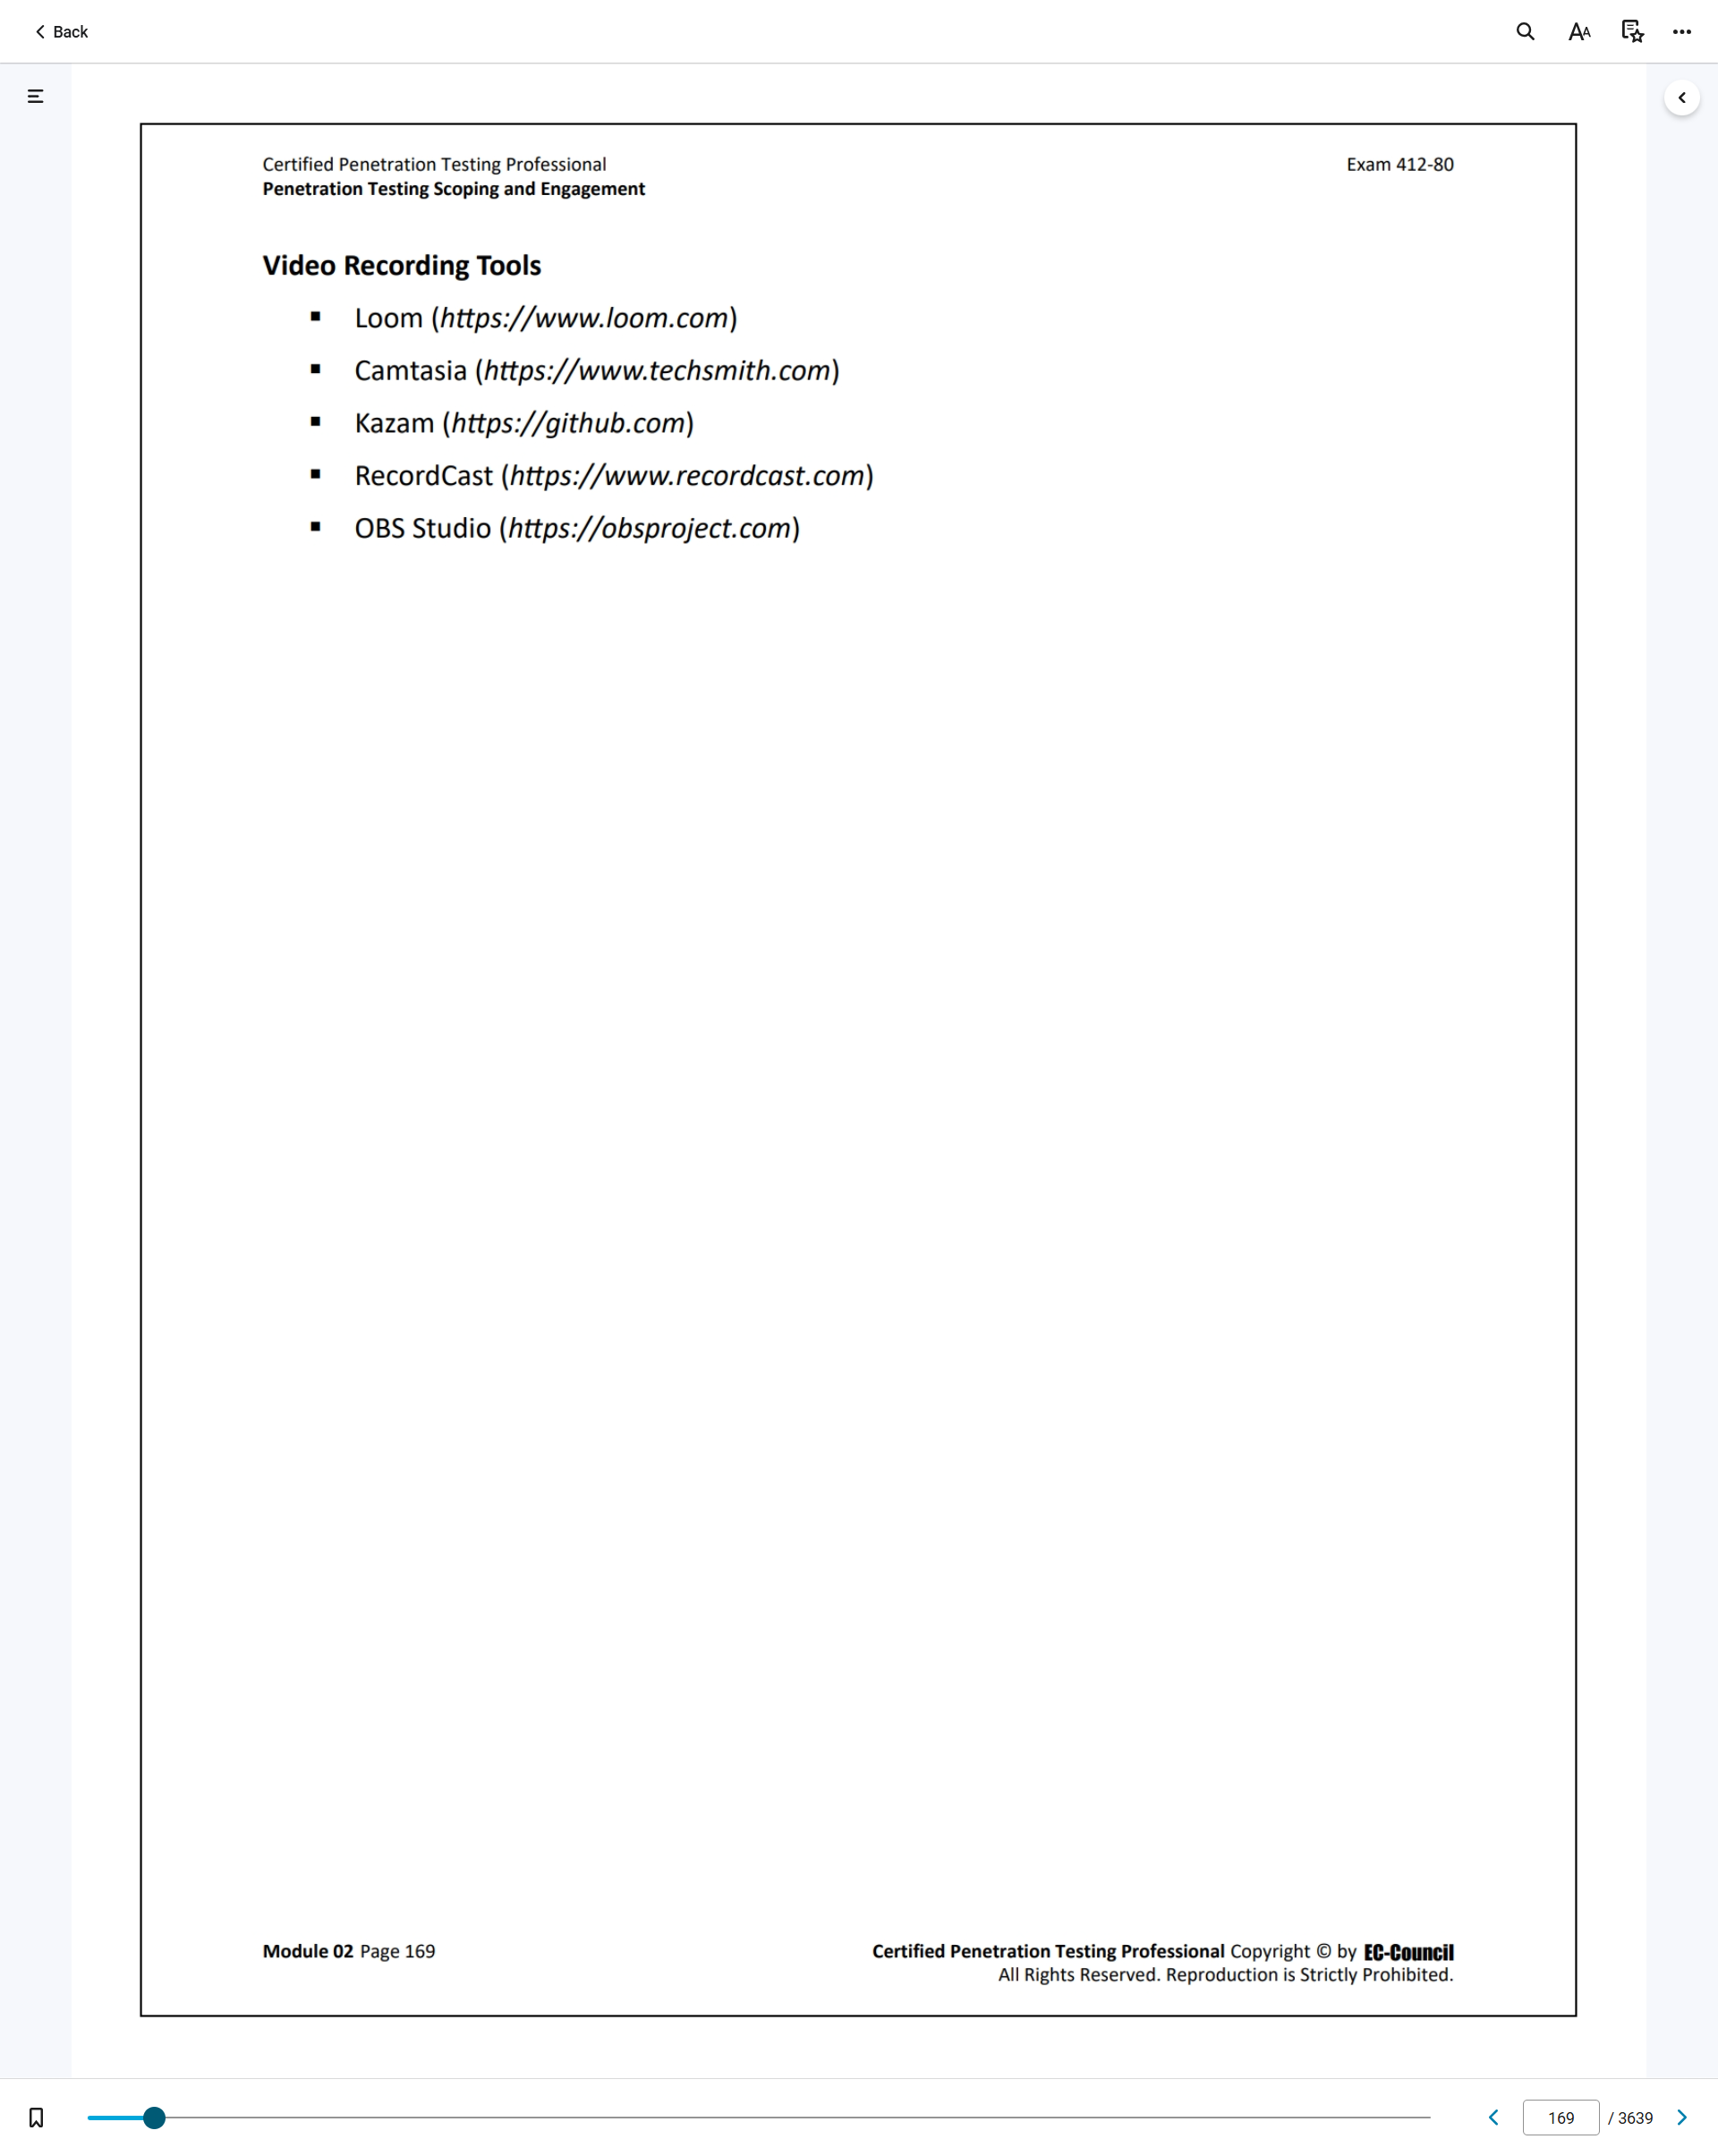 Back
Certified Penetration Testing Professional
Exam 412-80
Penetration Testing Scoping and Engagement
Video Recording Tools
▪ Loom (https://www.loom.com)
▪ Camtasia (https://www.techsmith.com)
▪ Kazam (https://github.com)
▪ RecordCast (https://www.recordcast.com)
▪ OBS Studio (https://obsproject.com)
Module 02 Page 169
Certified Penetration Testing Professional Copyright © by EC-Council
All Rights Reserved. Reproduction is Strictly Prohibited.
169 / 3639